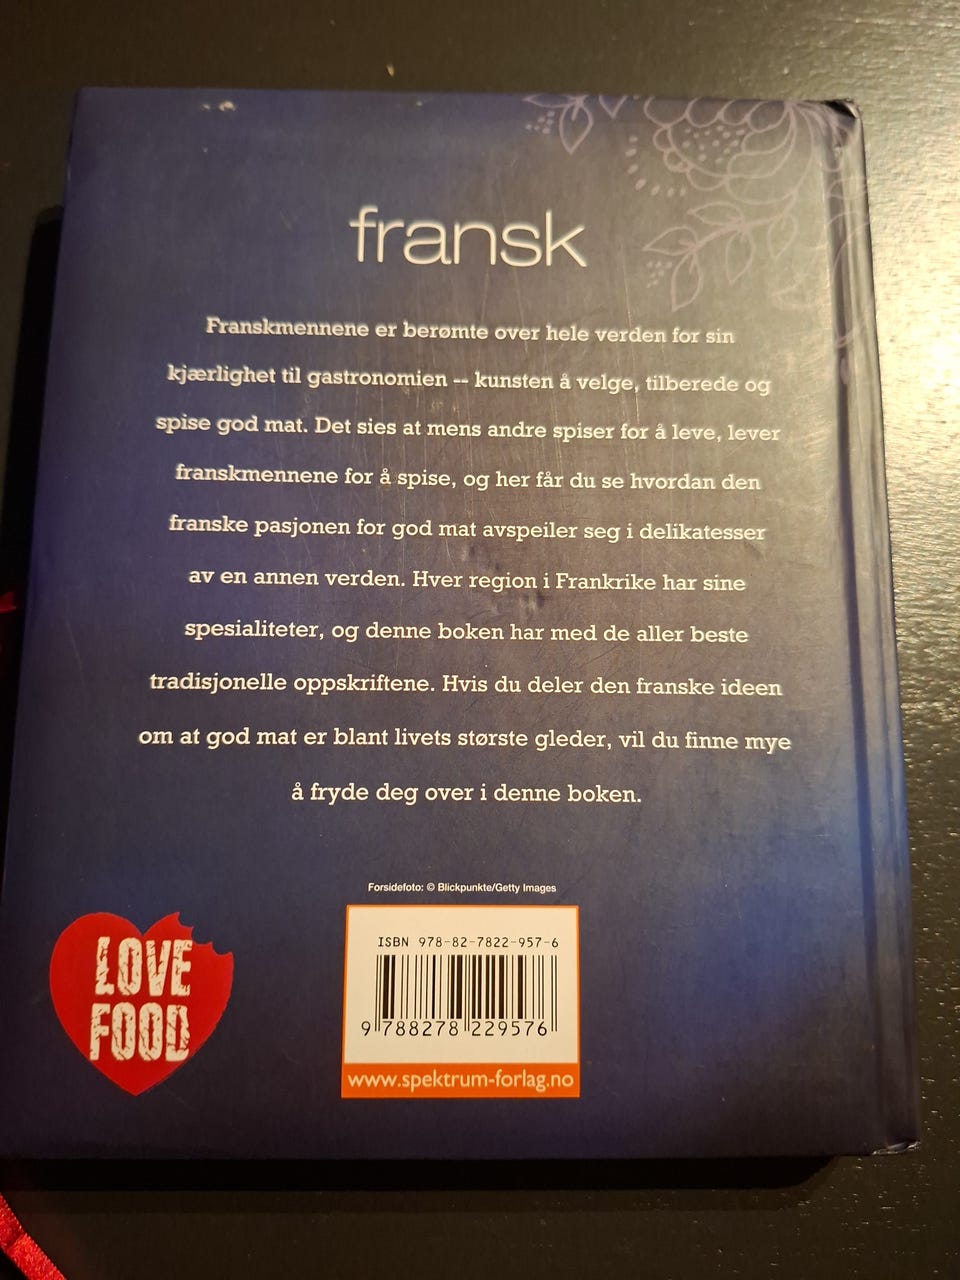 fransk
Franskmennene er berømte over hele verden for sin
kjærlighet til gastronomien -- kunsten å velge, tilberede og
spise god mat. Det sies at mens andre spiser for å leve, lever
franskmennene for å spise, og her får du se hvordan den
franske pasjonen for god mat avspeiler seg i delikatesser
av en annen verden. Hver region i Frankrike har sine
spesialiteter, og denne boken har med de aller beste
tradisjonelle oppskriftene. Hvis du deler den franske ideen
om at god mat er blant livets største gleder, vil du finne mye
å fryde deg over i denne boken.
Forsidefoto: © Blickpunkte/Getty Images
LOVE
FOOD
ISBN 978-82-7822-957-6
9 788278 229576
www.spektrum-forlag.no